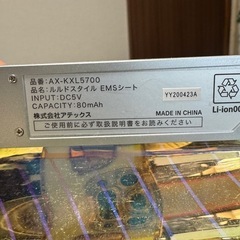 品番：AX-KXL5700
品名：ルルドスタイル EMSシート
INPUT：DC5V
CAPACITY：80mAh
YY200423A
株式会社アテックス MADE IN CHINA
使用前に必ず取扱説明書をお読みください
Li-ion00